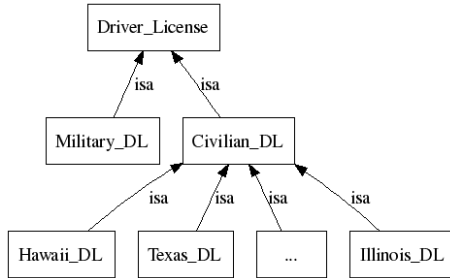 Driver_License
isa isa
Military_DL Civilian_DL
isa isa isa isa
Hawaii_DL Texas_DL ... Illinois_DL